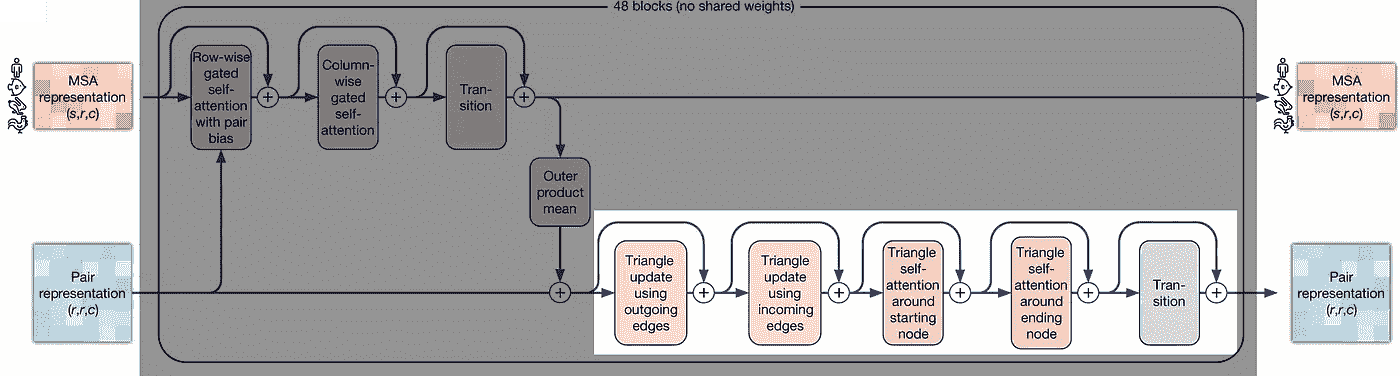 48 blocks (no shared weights)
MSA
representation
(s,r,c)
Row-wise
gated
self-
attention
with pair
bias
Column-
wise
gated
self-
attention
Tran-
sition
MSA
representation
(s,r,c)
Outer
product
mean
Pair
representation
(r,r,c)
Triangle
update
using
outgoing
edges
Triangle
update
using
incoming
edges
Triangle
self-
attention
around
starting
node
Triangle
self-
attention
around
ending
node
Tran-
sition
Pair
representation
(r,r,c)